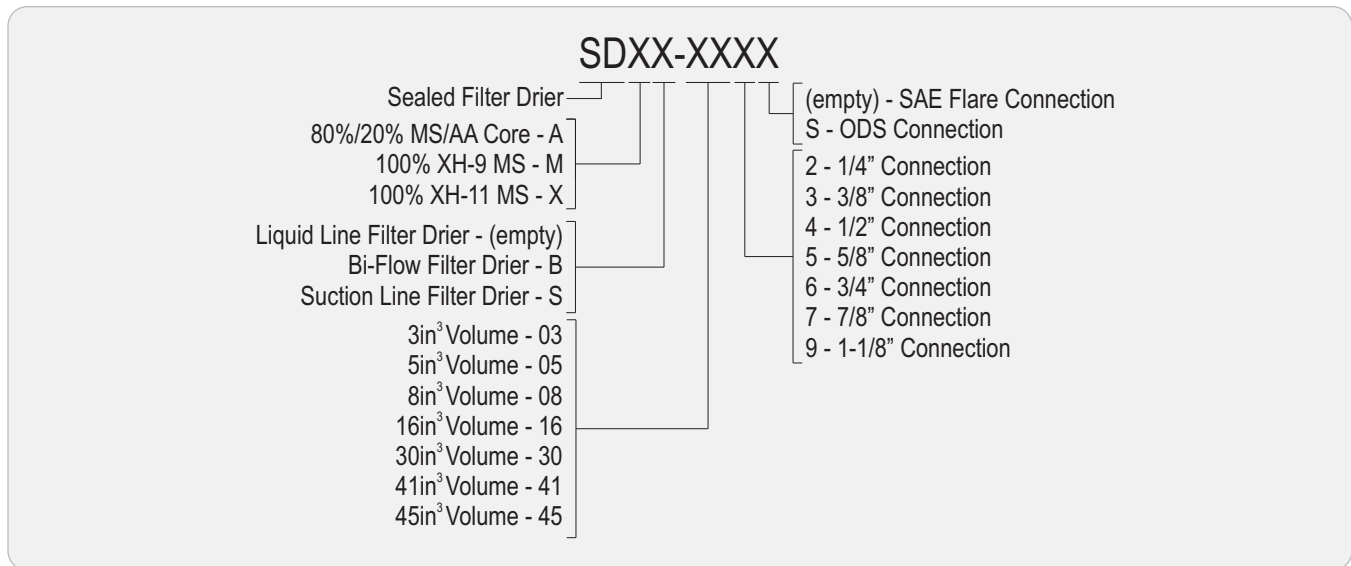 SDXX-XXXX
Sealed Filter Drier
80%/20% MS/AA Core - A
100% XH-9 MS - M
100% XH-11 MS - X
Liquid Line Filter Drier - (empty)
Bi-Flow Filter Drier - B
Suction Line Filter Drier - S
3in³ Volume - 03
5in³ Volume - 05
8in³ Volume - 08
16in³ Volume - 16
30in³ Volume - 30
41in³ Volume - 41
45in³ Volume - 45
(empty) - SAE Flare Connection
S - ODS Connection
2 - 1/4” Connection
3 - 3/8” Connection
4 - 1/2” Connection
5 - 5/8” Connection
6 - 3/4” Connection
7 - 7/8” Connection
9 - 1-1/8” Connection